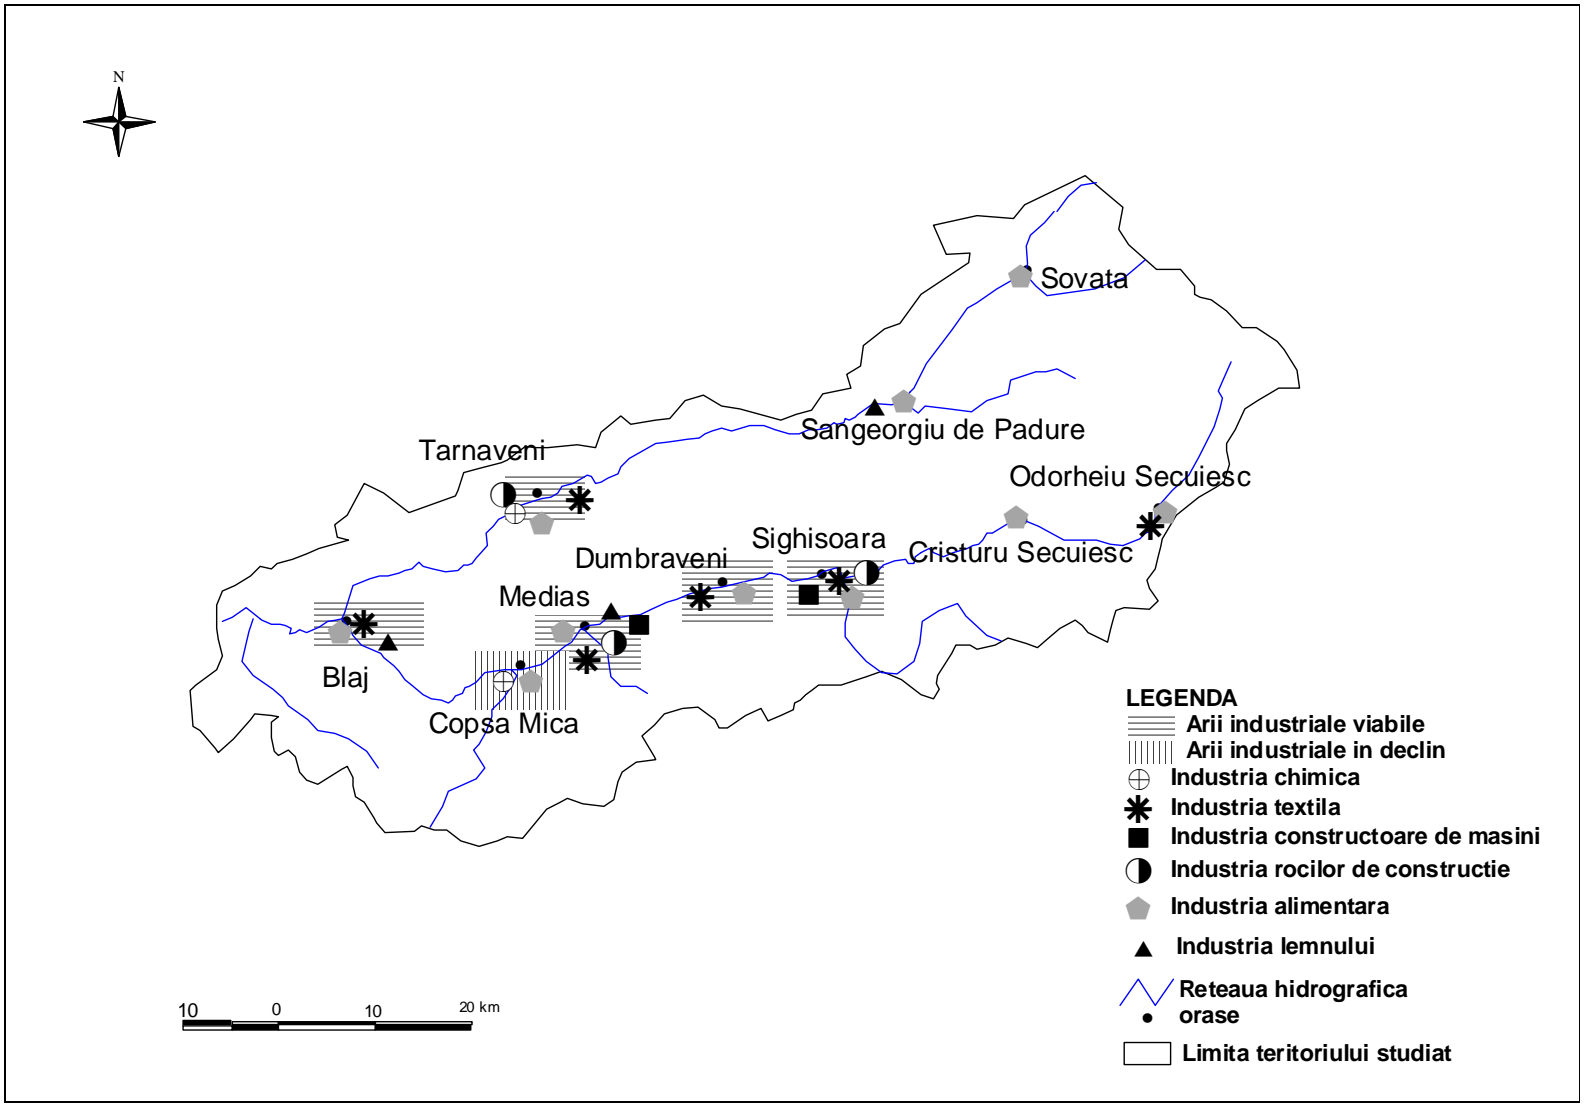 N
Sovata
Sangeorgiu de Padure
Tarnaveni
Odorheiu Secuiesc
Sighisoara
Cristuru Secuiesc
Dumbraveni
Medias
Blaj
Copsa Mica
LEGENDA
Arii industriale viabile
Arii industriale in declin
Industria chimica
Industria textila
Industria constructoare de masini
Industria rocilor de constructie
Industria alimentara
Industria lemnului
Reteaua hidrografica
orase
Limita teritoriului studiat
10 0 10 20 km